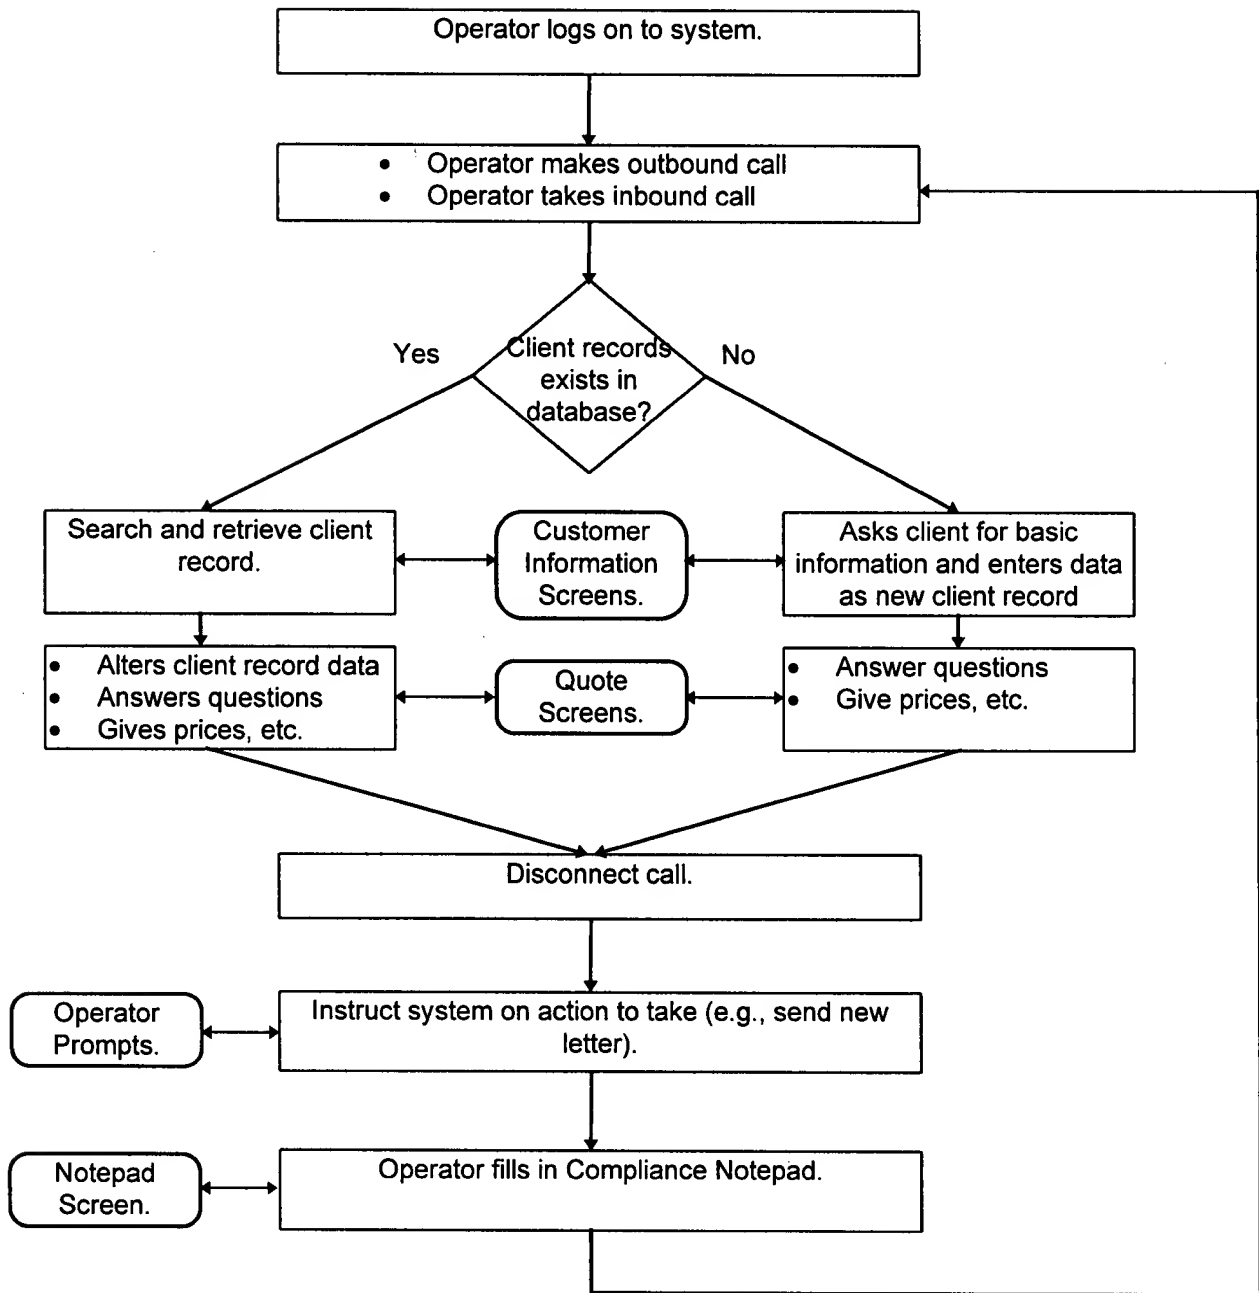 Operator logs on to system.
• Operator makes outbound call
• Operator takes inbound call
Yes
Client records
exists in
database?
No
Search and retrieve client
record.
Customer
Information
Screens.
Asks client for basic
information and enters data
as new client record
• Alters client record data
• Answers questions
• Gives prices, etc.
Quote
Screens.
• Answer questions
• Give prices, etc.
Disconnect call.
Operator
Prompts.
Instruct system on action to take (e.g., send new
letter).
Notepad
Screen.
Operator fills in Compliance Notepad.